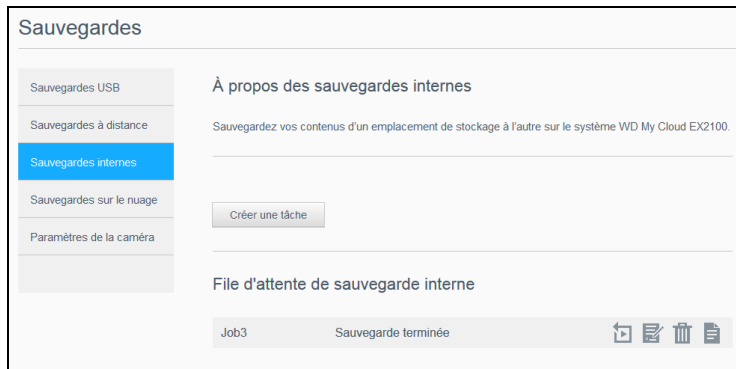 Sauvegardes
Sauvegardes USB
Sauvegardes à distance
Sauvegardes internes
Sauvegardes sur le nuage
Paramètres de la caméra
À propos des sauvegardes internes
Sauvegardez vos contenus d'un emplacement de stockage à l'autre sur le système WD My Cloud EX2100.
Créer une tâche
File d'attente de sauvegarde interne
Job3 Sauvegarde terminée